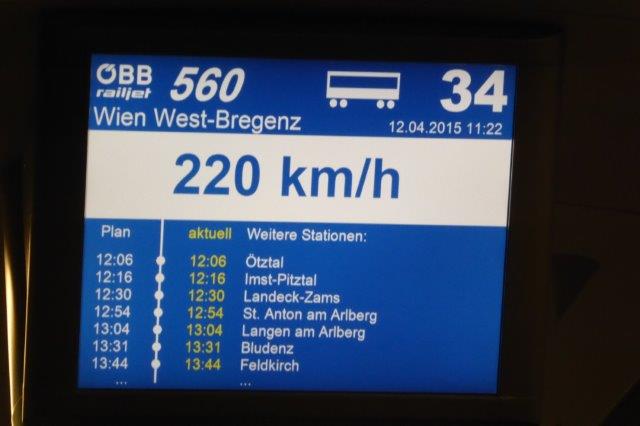 ÖBB 560 34
railjet
Wien West-Bregenz 12.04.2015 11:22
220 km/h
Plan aktuell Weitere Stationen:
12:06 12:06 Ötztal
12:16 12:16 Imst-Pitztal
12:30 12:30 Landeck-Zams
12:54 12:54 St. Anton am Arlberg
13:04 13:04 Langen am Arlberg
13:31 13:31 Bludenz
13:44 13:44 Feldkirch
... ...